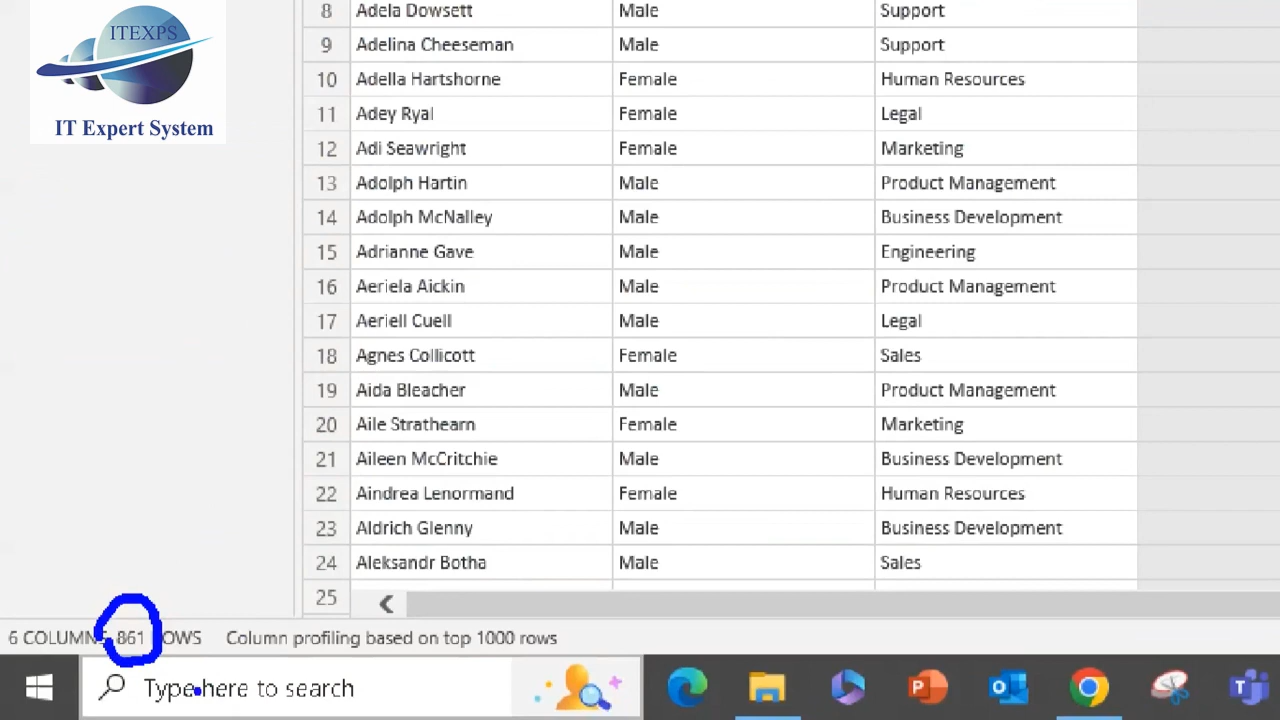 ITEXPS
IT Expert System
8 Adela Dowsett Male Support
9 Adelina Cheeseman Male Support
10 Adella Hartshorne Female Human Resources
11 Adey Ryal Female Legal
12 Adi Seawright Female Marketing
13 Adolph Hartin Male Product Management
14 Adolph McNalley Male Business Development
15 Adrianne Gave Male Engineering
16 Aeriela Aickin Male Product Management
17 Aeriell Cuell Male Legal
18 Agnes Collicott Female Sales
19 Aida Bleacher Male Product Management
20 Aile Strathearn Female Marketing
21 Aileen McCritchie Male Business Development
22 Aindrea Lenormand Female Human Resources
23 Aldrich Glenny Male Business Development
24 Aleksandr Botha Male Sales
25
6 COLUMNS, 861 ROWS Column profiling based on top 1000 rows
Type here to search
P
T